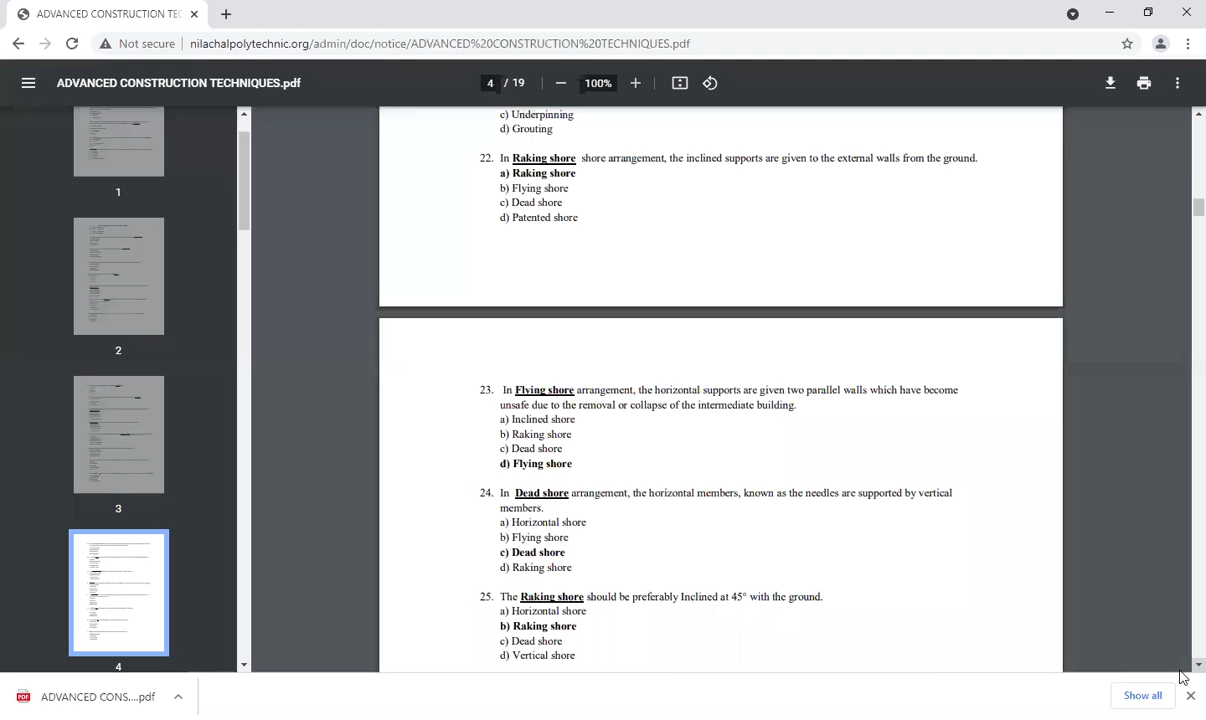 ADVANCED CONSTRUCTION TEC
Not secure
nilachalpolytechnic.org/admin/doc/notice/ADVANCED%20CONSTRUCTION%20TECHNIQUES.pdf
ADVANCED CONSTRUCTION TECHNIQUES.pdf
4 / 19
100%
c) Underpinning
d) Grouting
22. In Raking shore shore arrangement, the inclined supports are given to the external walls from the ground.
a) Raking shore
b) Flying shore
c) Dead shore
d) Patented shore
23. In Flying shore arrangement, the horizontal supports are given two parallel walls which have become
unsafe due to the removal or collapse of the intermediate building.
a) Inclined shore
b) Raking shore
c) Dead shore
d) Flying shore
24. In Dead shore arrangement, the horizontal members, known as the needles are supported by vertical
members.
a) Horizontal shore
b) Flying shore
c) Dead shore
d) Raking shore
25. The Raking shore should be preferably Inclined at 45° with the ground.
a) Horizontal shore
b) Raking shore
c) Dead shore
d) Vertical shore
1
2
3
4
PDF
ADVANCED CONS....pdf
Show all